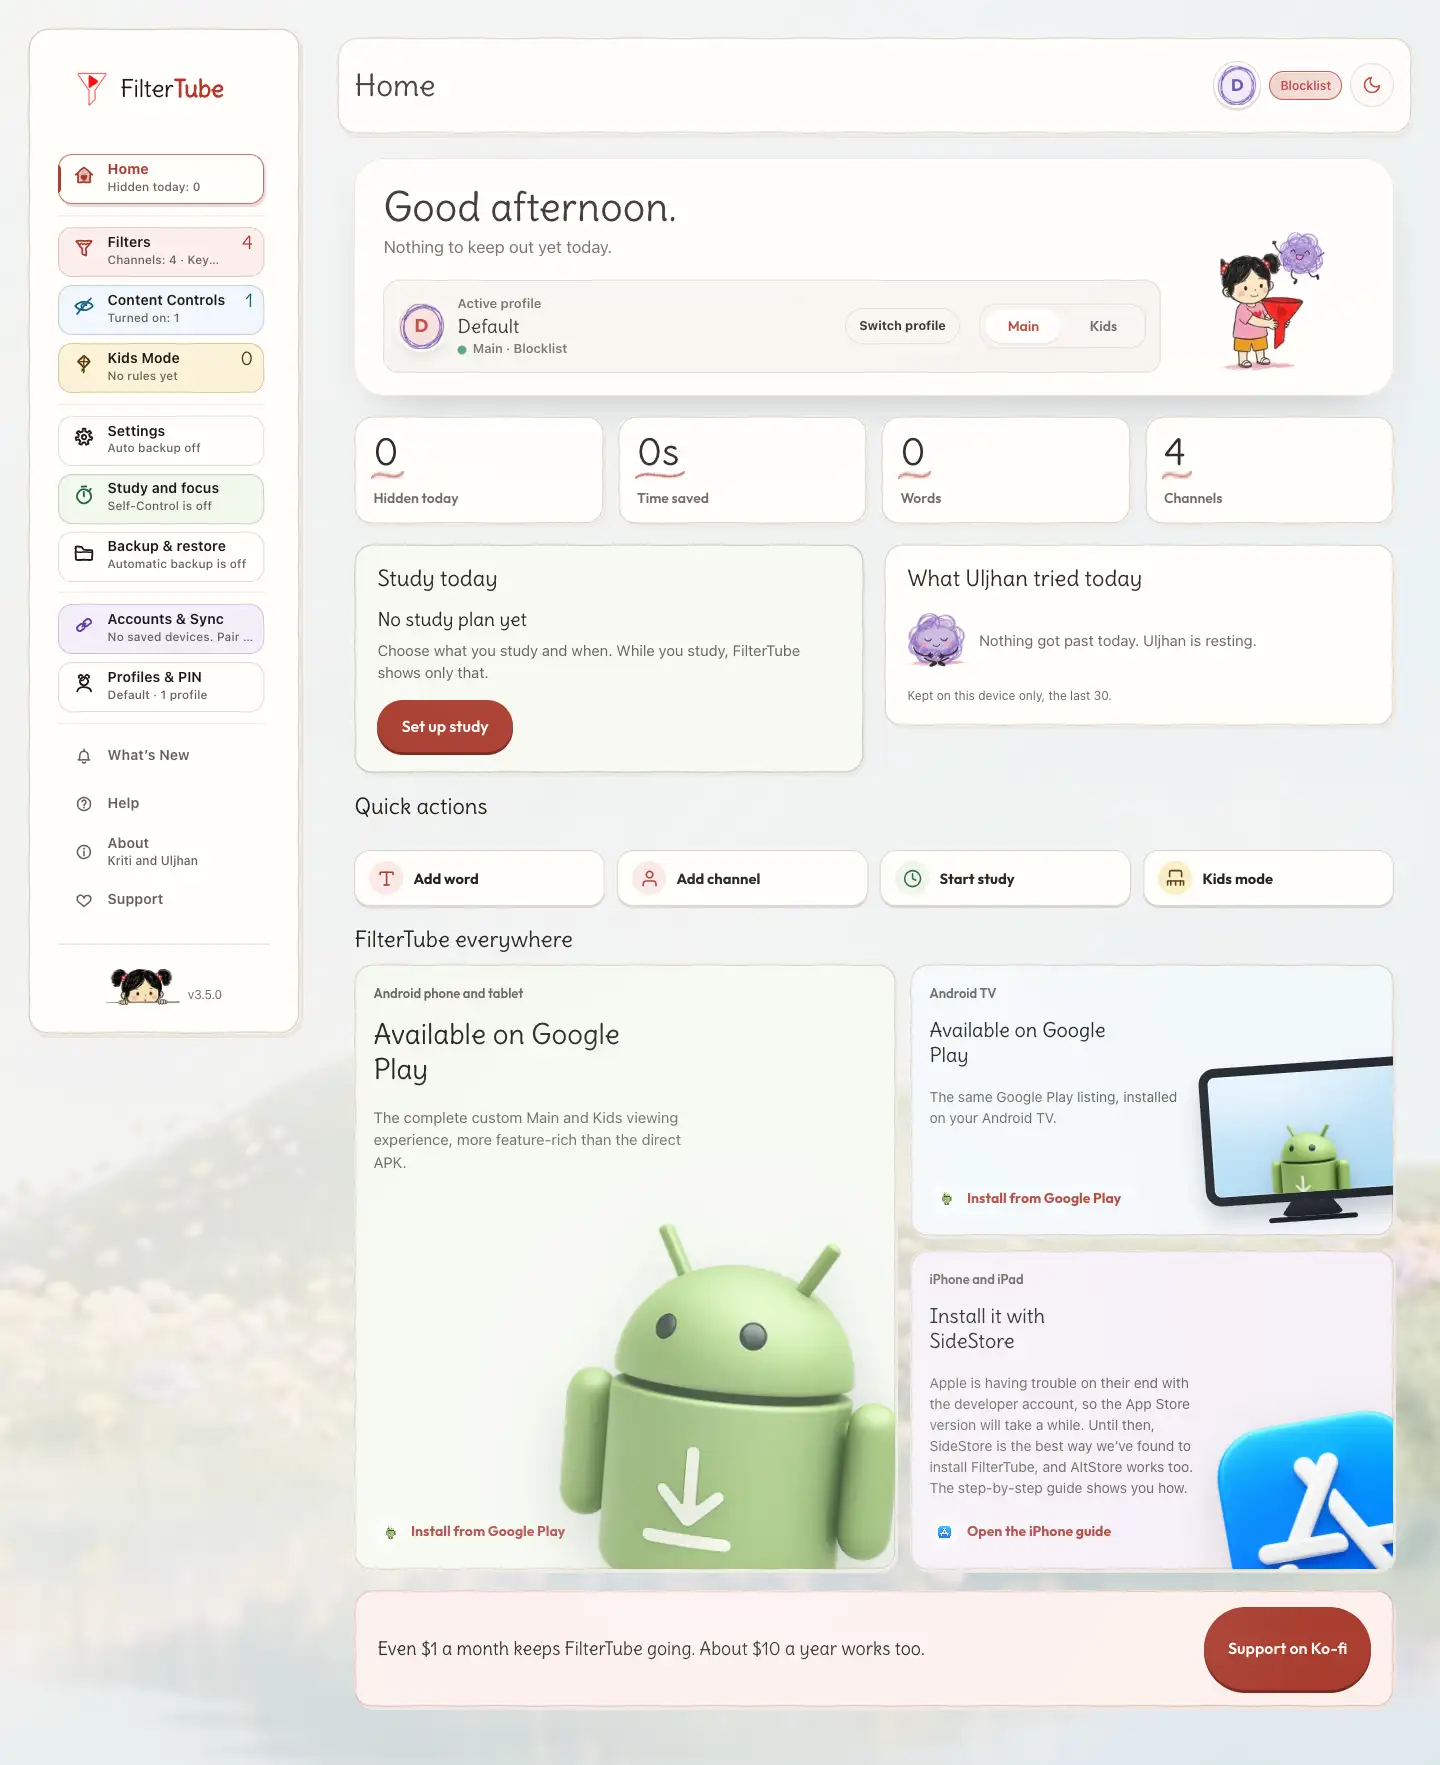 FilterTube
Home
Hidden today: 0
Filters
4
Channels: 4 · Key...
Content Controls
1
Turned on: 1
Kids Mode
0
No rules yet
Settings
Auto backup off
Study and focus
Self-Control is off
Backup & restore
Automatic backup is off
Accounts & Sync
No saved devices. Pair ...
Profiles & PIN
Default · 1 profile
What's New
Help
About
Kriti and Uljhan
Support
v3.5.0
Home
D
Blocklist
Good afternoon.
Nothing to keep out yet today.
D
Active profile
Default
Main · Blocklist
Switch profile
Main
Kids
0
Hidden today
0s
Time saved
0
Words
4
Channels
Study today
No study plan yet
Choose what you study and when. While you study, FilterTube
shows only that.
Set up study
What Uljhan tried today
Nothing got past today. Uljhan is resting.
Kept on this device only, the last 30.
Quick actions
Add word
Add channel
Start study
Kids mode
FilterTube everywhere
Android phone and tablet
Available on Google
Play
The complete custom Main and Kids viewing
experience, more feature-rich than the direct
APK.
Install from Google Play
Android TV
Available on Google
Play
The same Google Play listing, installed
on your Android TV.
Install from Google Play
iPhone and iPad
Install it with
SideStore
Apple is having trouble on their end with
the developer account, so the App Store
version will take a while. Until then,
SideStore is the best way we've found to
install FilterTube, and AltStore works too.
The step-by-step guide shows you how.
Open the iPhone guide
Even $1 a month keeps FilterTube going. About $10 a year works too.
Support on Ko-fi